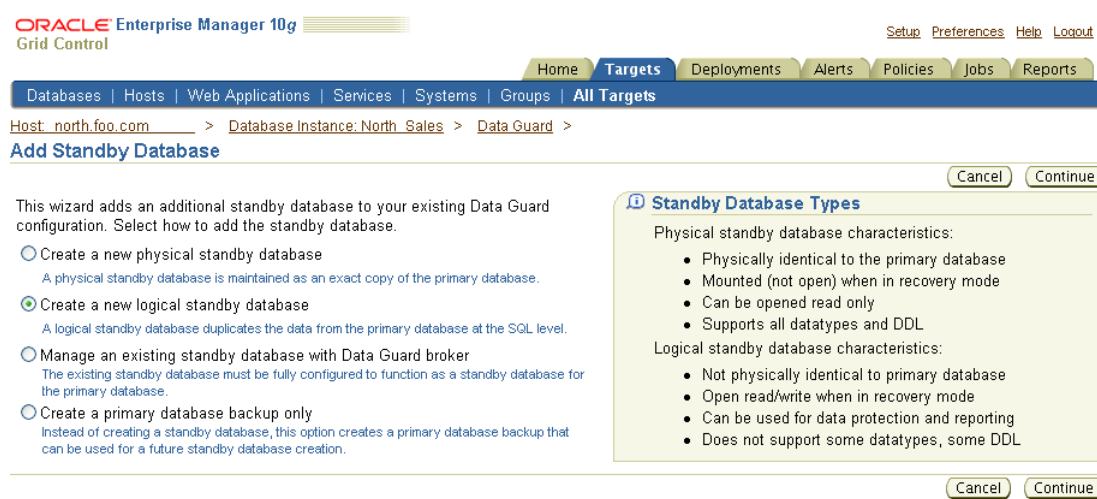 ORACLE Enterprise Manager 10g
Grid Control
Setup Preferences Help Logout
Home Targets Deployments Alerts Policies Jobs Reports
Databases | Hosts | Web Applications | Services | Systems | Groups | All Targets
Host: north.foo.com > Database Instance: North_Sales > Data Guard >
Add Standby Database
Cancel Continue
This wizard adds an additional standby database to your existing Data Guard
configuration. Select how to add the standby database.
Create a new physical standby database
A physical standby database is maintained as an exact copy of the primary database.
Create a new logical standby database
A logical standby database duplicates the data from the primary database at the SQL level.
Manage an existing standby database with Data Guard broker
The existing standby database must be fully configured to function as a standby database for
the primary database.
Create a primary database backup only
Instead of creating a standby database, this option creates a primary database backup that
can be used for a future standby database creation.
Standby Database Types
Physical standby database characteristics:
• Physically identical to the primary database
• Mounted (not open) when in recovery mode
• Can be opened read only
• Supports all datatypes and DDL
Logical standby database characteristics:
• Not physically identical to primary database
• Open read/write when in recovery mode
• Can be used for data protection and reporting
• Does not support some datatypes, some DDL
Cancel Continue